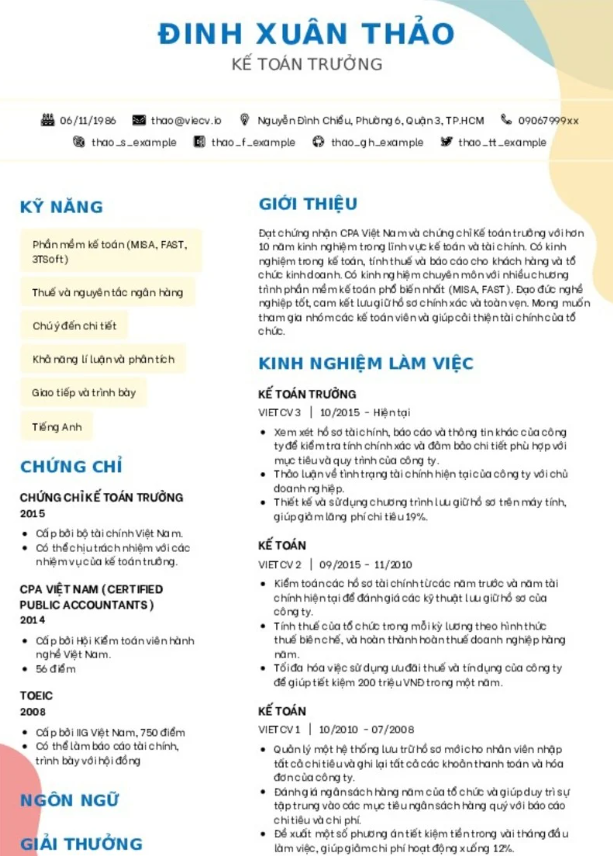 ĐINH XUÂN THẢO
KẾ TOÁN TRƯỞNG
06/11/1986 thao@viecv.io Nguyễn Đình Chiểu, Phường 6, Quận 3, TP.HCM 09067999xx
thao_s_example thao_f_example thao_gh_example thao_tt_example
KỸ NĂNG
Phần mềm kế toán (MISA, FAST,
3TSoft)
Thuế và nguyên tắc ngân hàng
Chú ý đến chi tiết
Khả năng lí luận và phân tích
Giao tiếp và trình bày
Tiếng Anh
CHỨNG CHỈ
CHỨNG CHỈ KẾ TOÁN TRƯỞNG
2015
• Cấp bởi bộ tài chính Việt Nam.
• Có thể chịu trách nhiệm với các
nhiệm vụ của kế toán trưởng.
CPA VIỆT NAM (CERTIFIED
PUBLIC ACCOUNTANTS)
2014
• Cấp bởi Hội Kiểm toán viên hành
nghề Việt Nam.
• 56 điểm
TOEIC
2008
• Cấp bởi IIG Việt Nam, 750 điểm
• Có thể làm báo cáo tài chính,
trình bày với hội đồng
NGÔN NGỮ
GIẢI THƯỞNG
GIỚI THIỆU
Đạt chứng nhận CPA Việt Nam và chứng chỉ Kế toán trưởng với hơn
10 năm kinh nghiệm trong lĩnh vực kế toán và tài chính. Có kinh
nghiệm trong kế toán, tính thuế và báo cáo cho khách hàng và tổ
chức kinh doanh. Có kinh nghiệm chuyên môn với nhiều chương
trình phần mềm kế toán phổ biến nhất (MISA, FAST). Đạo đức nghề
nghiệp tốt, cam kết lưu giữ hồ sơ chính xác và toàn vẹn. Mong muốn
tham gia nhóm các kế toán viên và giúp cải thiện tài chính của tổ
chức.
KINH NGHIỆM LÀM VIỆC
KẾ TOÁN TRƯỞNG
VIETCV 3 | 10/2015 - Hiện tại
• Xem xét hồ sơ tài chính, báo cáo và thông tin khác của công
ty để kiểm tra tính chính xác và đảm bảo chi tiết phù hợp với
mục tiêu và quy trình của công ty.
• Thảo luận về tình trạng tài chính hiện tại của công ty với chủ
doanh nghiệp.
• Thiết kế và sử dụng chương trình lưu giữ hồ sơ trên máy tính,
giúp giảm lãng phí chi tiêu 19%.
KẾ TOÁN
VIETCV 2 | 09/2015 - 11/2010
• Kiểm toán các hồ sơ tài chính từ các năm trước và năm tài
chính hiện tại để đánh giá các kỹ thuật lưu giữ hồ sơ của
công ty.
• Tính thuế của tổ chức trong mỗi kỳ lương theo hình thức
thuế biên chế, và hoàn thành hoàn thuế doanh nghiệp hàng
năm.
• Tối đa hóa việc sử dụng ưu đãi thuế và tín dụng của công ty
để giúp tiết kiệm 200 triệu VNĐ trong một năm.
KẾ TOÁN
VIETCV 1 | 10/2010 - 07/2008
• Quản lý một hệ thống lưu trữ hồ sơ mới cho nhân viên nhập
tất cả chi tiêu và ghi lại tất cả các khoản thanh toán và hóa
đơn của công ty.
• Đánh giá ngân sách hàng năm của tổ chức và giúp duy trì sự
tập trung vào các mục tiêu ngân sách hàng quý với báo cáo
chi tiêu và chi phí.
• Đề xuất một số phương án tiết kiệm tiền trong vài tháng đầu
làm việc, giúp giảm chi phí hoạt động xuống 12%.